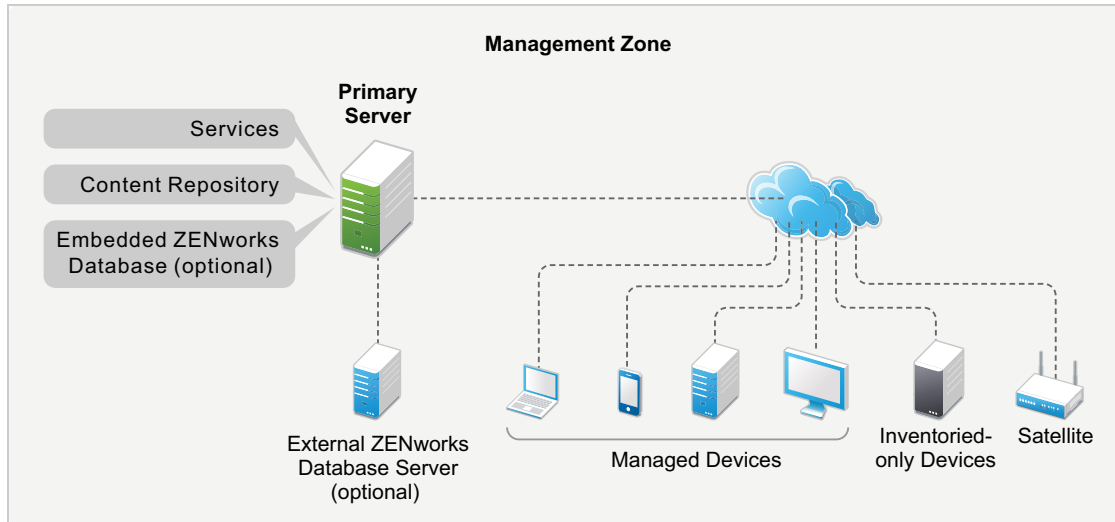 Management Zone
Primary
Server
Services
Content Repository
Embedded ZENworks
Database (optional)
External ZENworks
Database Server
(optional)
Managed Devices
Inventoried-
only Devices
Satellite